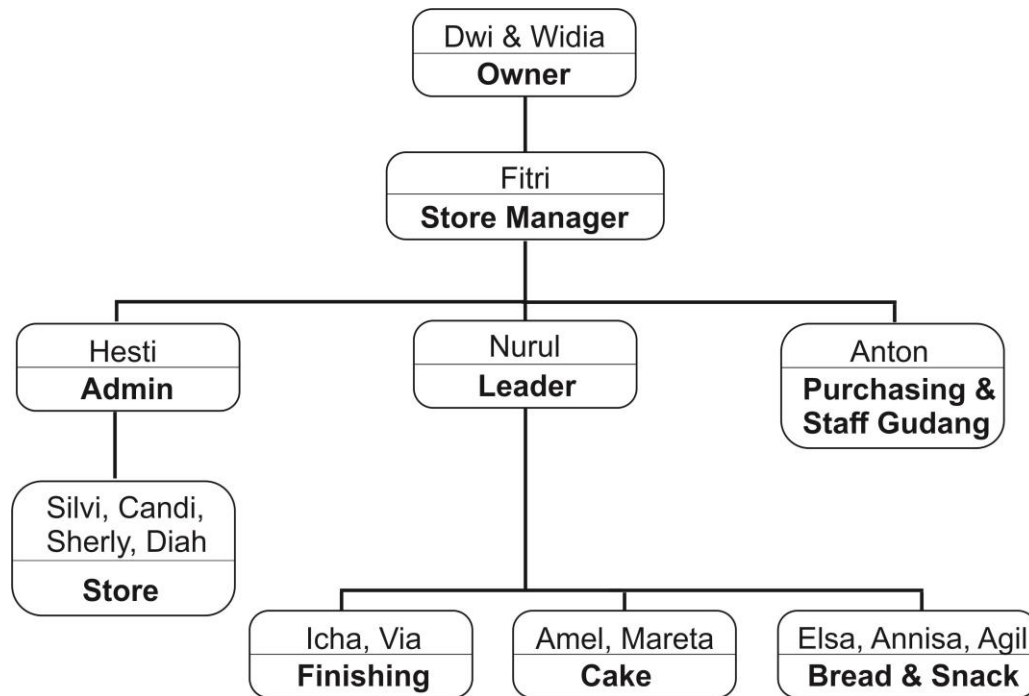 Dwi & Widia
Owner
Fitri
Store Manager
Hesti
Admin
Nurul
Leader
Anton
Purchasing &
Staff Gudang
Silvi, Candi,
Sherly, Diah
Store
Icha, Via
Finishing
Amel, Mareta
Cake
Elsa, Annisa, Agil
Bread & Snack